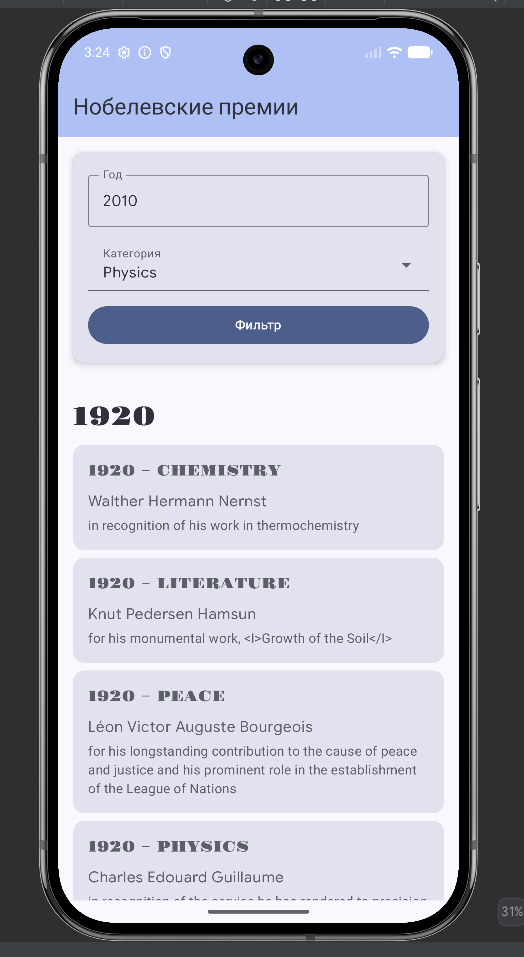 3:24
Нобелевские премии
Год
2010
Категория
Physics
Фильтр
1920
1920 – CHEMISTRY
Walther Hermann Nernst
in recognition of his work in thermochemistry
1920 – LITERATURE
Knut Pedersen Hamsun
for his monumental work, <I>Growth of the Soil</I>
1920 – PEACE
Léon Victor Auguste Bourgeois
for his longstanding contribution to the cause of peace
and justice and his prominent role in the establishment
of the League of Nations
1920 – PHYSICS
Charles Edouard Guillaume
in recognition of the service he has rendered to precision
31%